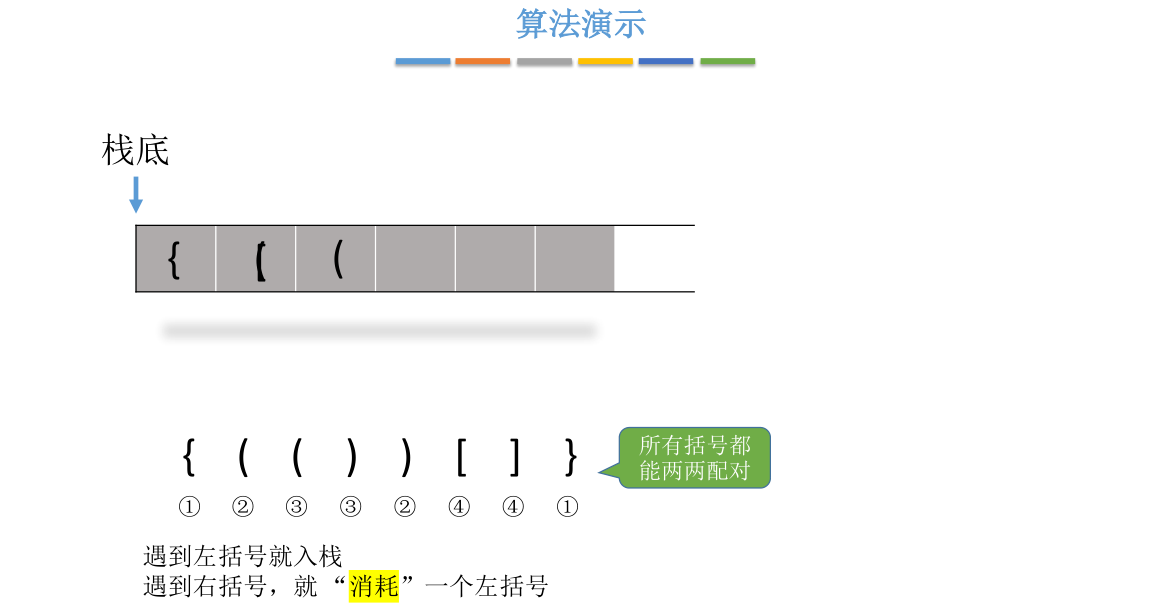 算法演示
栈底
{ [ (
{ ( ( ) ) [ ] }
所有括号都
能两两配对
① ② ③ ③ ② ④ ④ ①
遇到左括号就入栈
遇到右括号，就“消耗”一个左括号